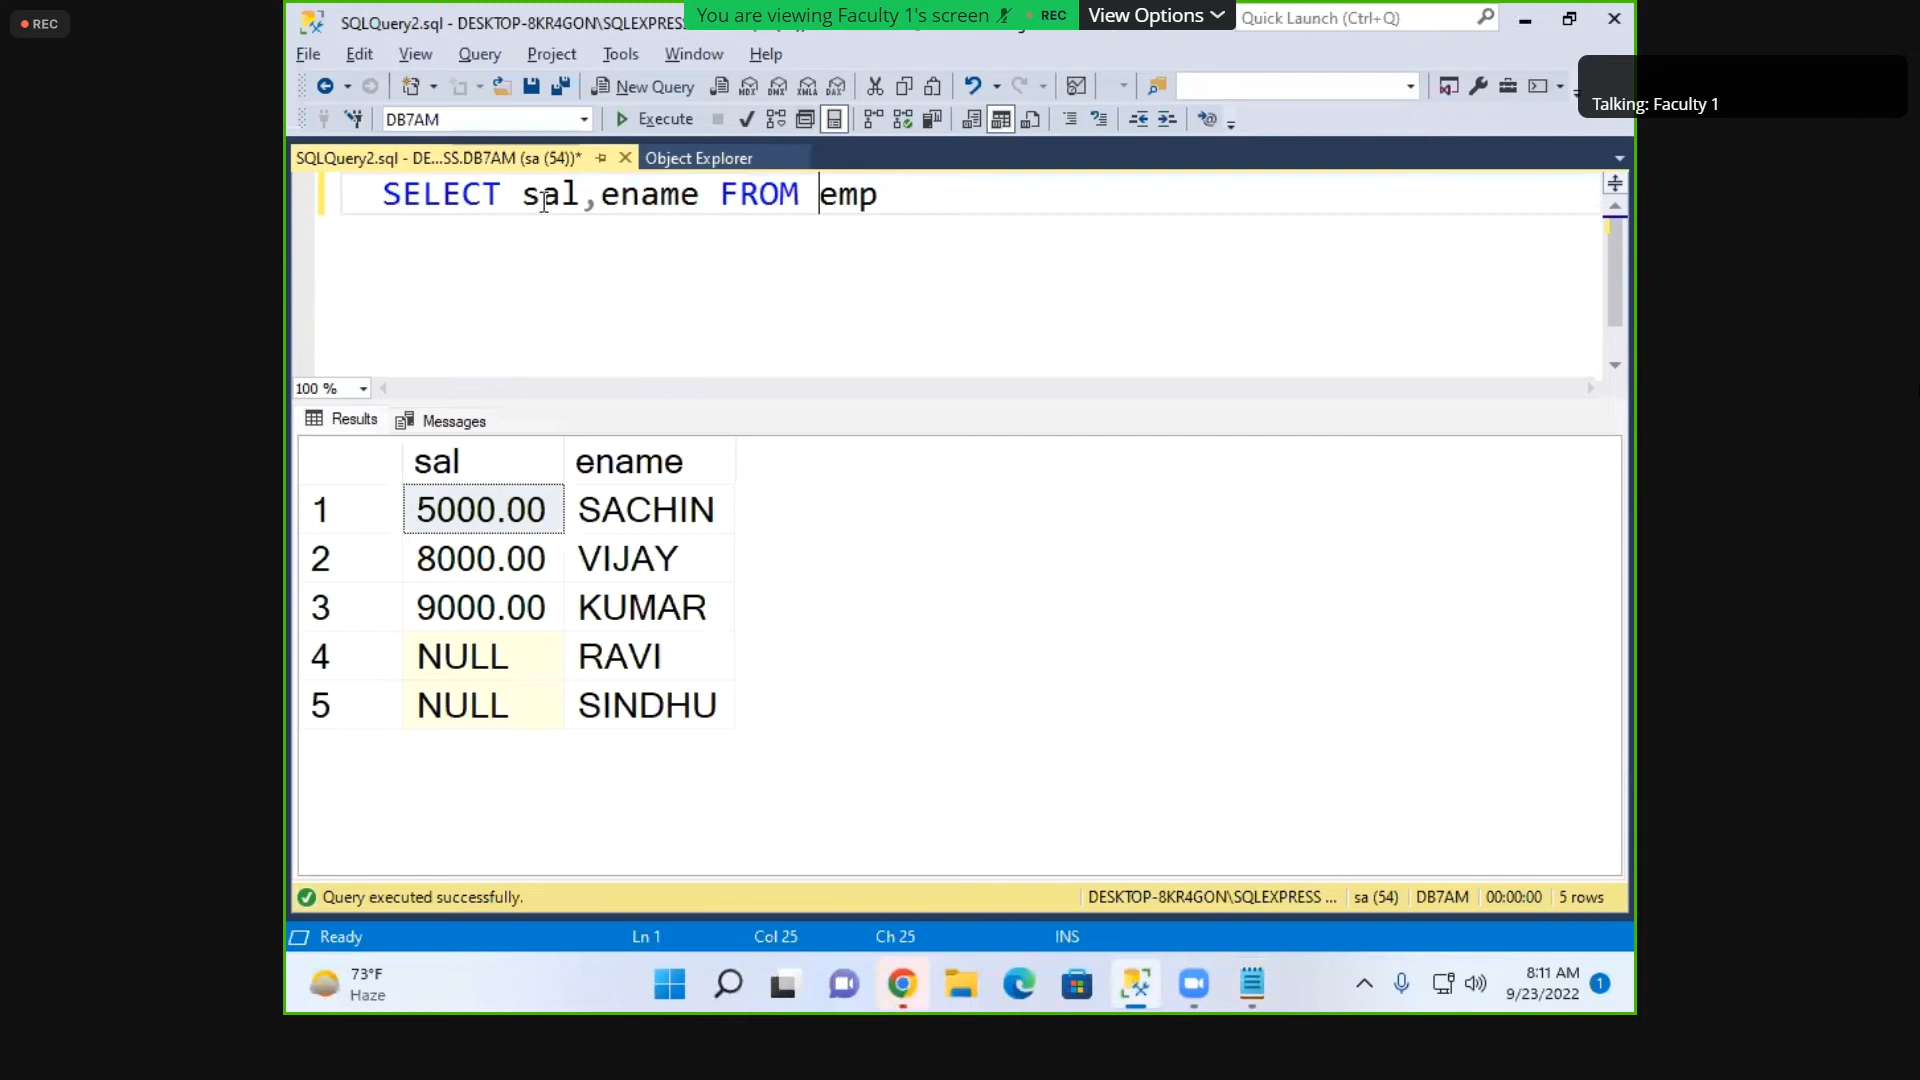 REC
SQLQuery2.sql - DESKTOP-8KR4GON\SQLEXPRESS
You are viewing Faculty 1's screen
REC
View Options
Quick Launch (Ctrl+Q)
File Edit View Query Project Tools Window Help
New Query MDX DMX XMLA DAX
Talking: Faculty 1
DB7AM
Execute
SQLQuery2.sql - DE...SS.DB7AM (sa (54))*
Object Explorer
SELECT sal,ename FROM emp
100 %
Results Messages
sal ename
1 5000.00 SACHIN
2 8000.00 VIJAY
3 9000.00 KUMAR
4 NULL RAVI
5 NULL SINDHU
Query executed successfully.
DESKTOP-8KR4GON\SQLEXPRESS ... sa (54) DB7AM 00:00:00 5 rows
Ready Ln 1 Col 25 Ch 25 INS
73°F
Haze
8:11 AM
9/23/2022
1